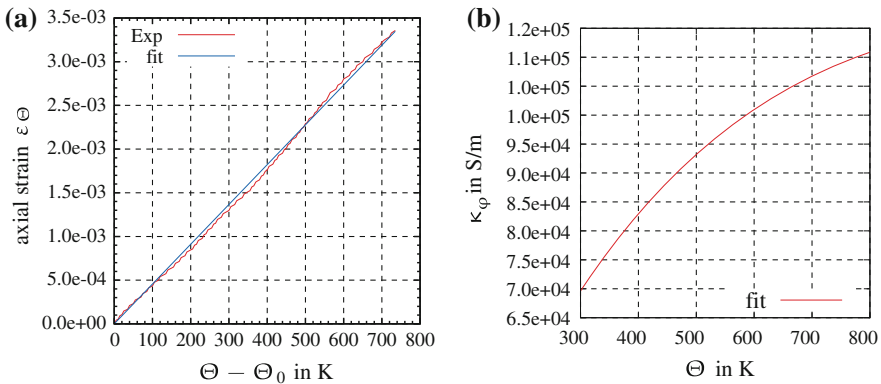 (a)
3.5e-03
3.0e-03
2.5e-03
2.0e-03
1.5e-03
1.0e-03
5.0e-04
0.0e+00
axial strain ε Θ
Exp
fit
0 100 200 300 400 500 600 700 800
Θ − Θ0 in K
(b)
1.2e+05
1.1e+05
1.1e+05
1.0e+05
9.5e+04
9.0e+04
8.5e+04
8.0e+04
7.5e+04
7.0e+04
6.5e+04
κφ in S/m
fit
300 400 500 600 700 800
Θ in K